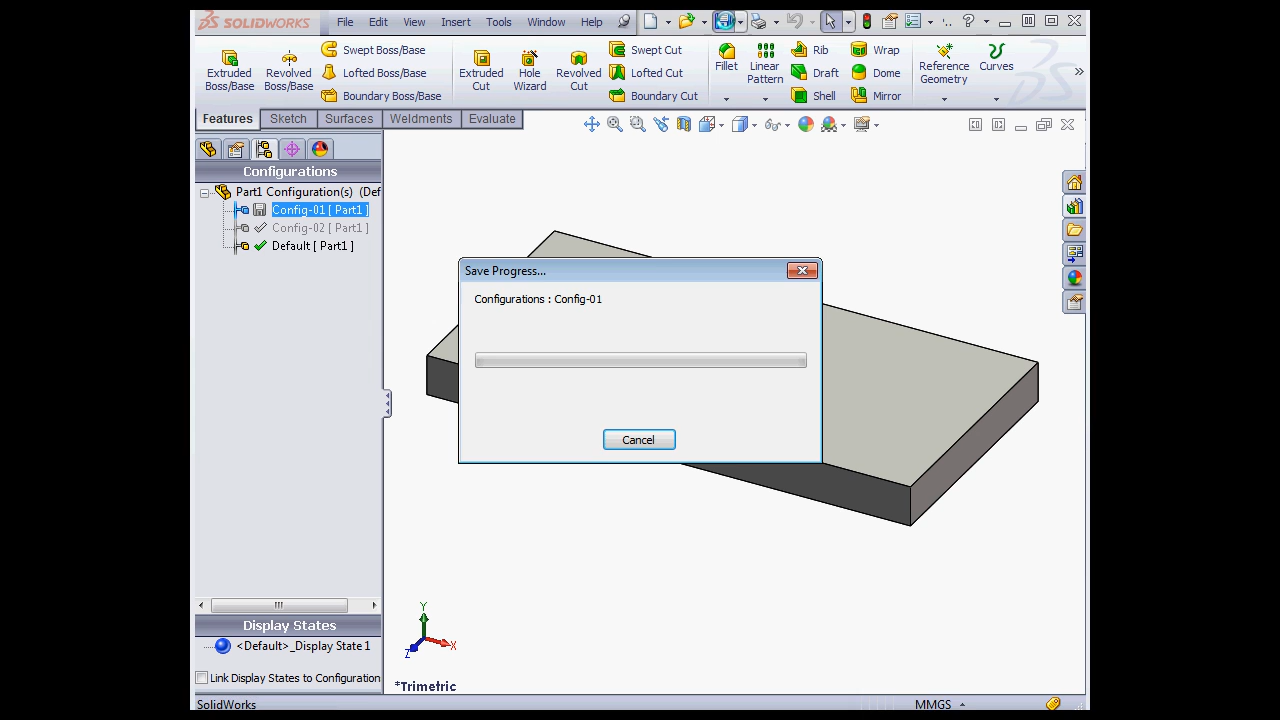 SOLIDWORKS File Edit View Insert Tools Window Help
Extruded Boss/Base
Revolved Boss/Base
Swept Boss/Base
Lofted Boss/Base
Boundary Boss/Base
Extruded Cut
Hole Wizard
Revolved Cut
Swept Cut
Lofted Cut
Boundary Cut
Fillet
Linear Pattern
Rib
Draft
Shell
Wrap
Dome
Mirror
Reference Geometry
Curves
Features Sketch Surfaces Weldments Evaluate
Configurations
Part1 Configuration(s) (Def
Config-01 [ Part1 ]
Config-02 [ Part1 ]
Default [ Part1 ]
Save Progress...
Configurations : Config-01
Cancel
Display States
<Default>_Display State 1
Link Display States to Configuration
Y
X
Z
*Trimetric
SolidWorks
MMGS